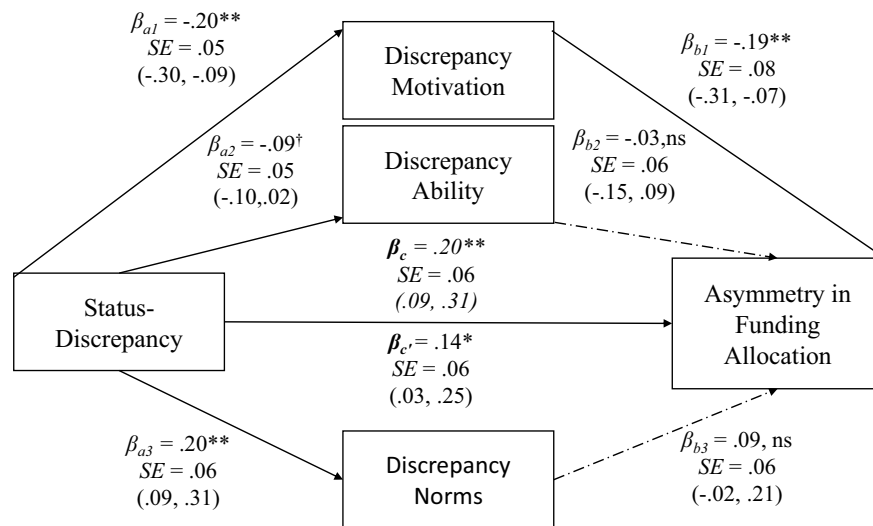 β_a1 = -.20**
SE = .05
(-.30, -.09)
Discrepancy
Motivation
β_b1 = -.19**
SE = .08
(-.31, -.07)
β_a2 = -.09†
SE = .05
(-.10,.02)
Discrepancy
Ability
β_b2 = -.03,ns
SE = .06
(-.15, .09)
β_c = .20**
SE = .06
(.09, .31)
Status-
Discrepancy
Asymmetry in
Funding
Allocation
β_c' = .14*
SE = .06
(.03, .25)
β_a3 = .20**
SE = .06
(.09, .31)
Discrepancy
Norms
β_b3 = .09, ns
SE = .06
(-.02, .21)